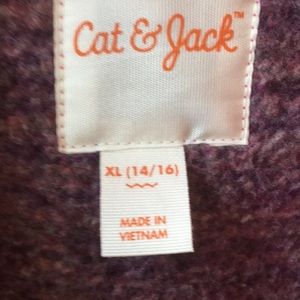 Cat & Jack™
XL (14/16)
MADE IN
VIETNAM